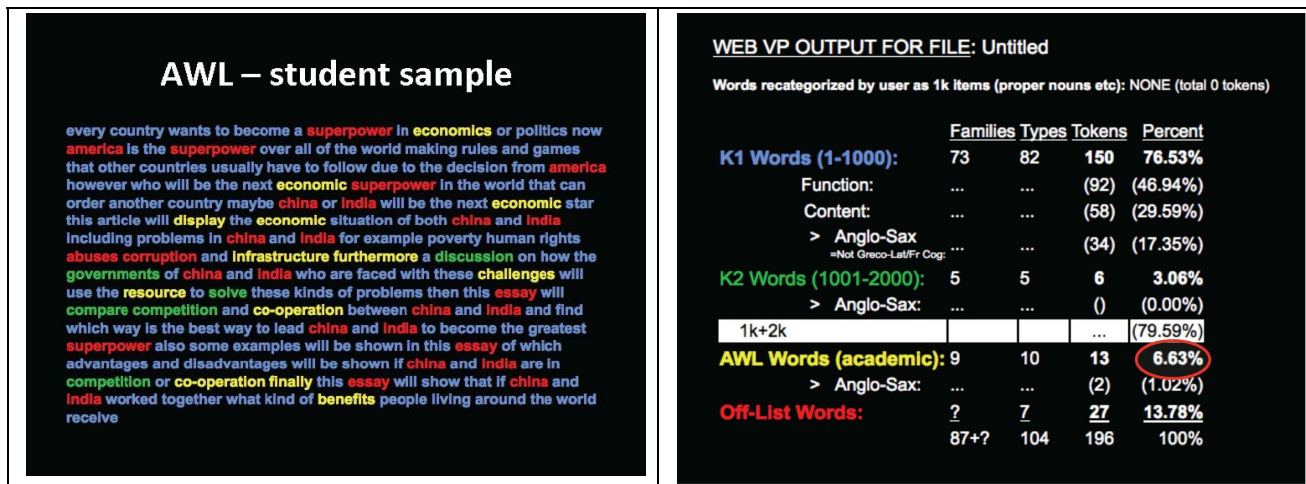 AWL – student sample
every country wants to become a superpower in economics or politics now
america is the superpower over all of the world making rules and games
that other countries usually have to follow due to the decision from america
however who will be the next economic superpower in the world that can
order another country maybe china or india will be the next economic star
this article will display the economic situation of both china and india
including problems in china and india for example poverty human rights
abuses corruption and infrastructure furthermore a discussion on how the
governments of china and india who are faced with these challenges will
use the resource to solve these kinds of problems then this essay will
compare competition and co-operation between china and india and find
which way is the best way to lead china and india to become the greatest
superpower also some examples will be shown in this essay of which
advantages and disadvantages will be shown if china and india are in
competition or co-operation finally this essay will show that if china and
india worked together what kind of benefits people living around the world
receive
WEB VP OUTPUT FOR FILE: Untitled
Words recategorized by user as 1k items (proper nouns etc): NONE (total 0 tokens)
Families Types Tokens Percent
K1 Words (1-1000): 73 82 150 76.53%
Function: ... ... (92) (46.94%)
Content: ... ... (58) (29.59%)
> Anglo-Sax ... ... (34) (17.35%)
=Not Greco-Lat/Fr Cog:
K2 Words (1001-2000): 5 5 6 3.06%
> Anglo-Sax: ... ... () (0.00%)
1k+2k ... (79.59%)
AWL Words (academic): 9 10 13 6.63%
> Anglo-Sax: ... ... (2) (1.02%)
Off-List Words: ? 7 27 13.78%
87+? 104 196 100%